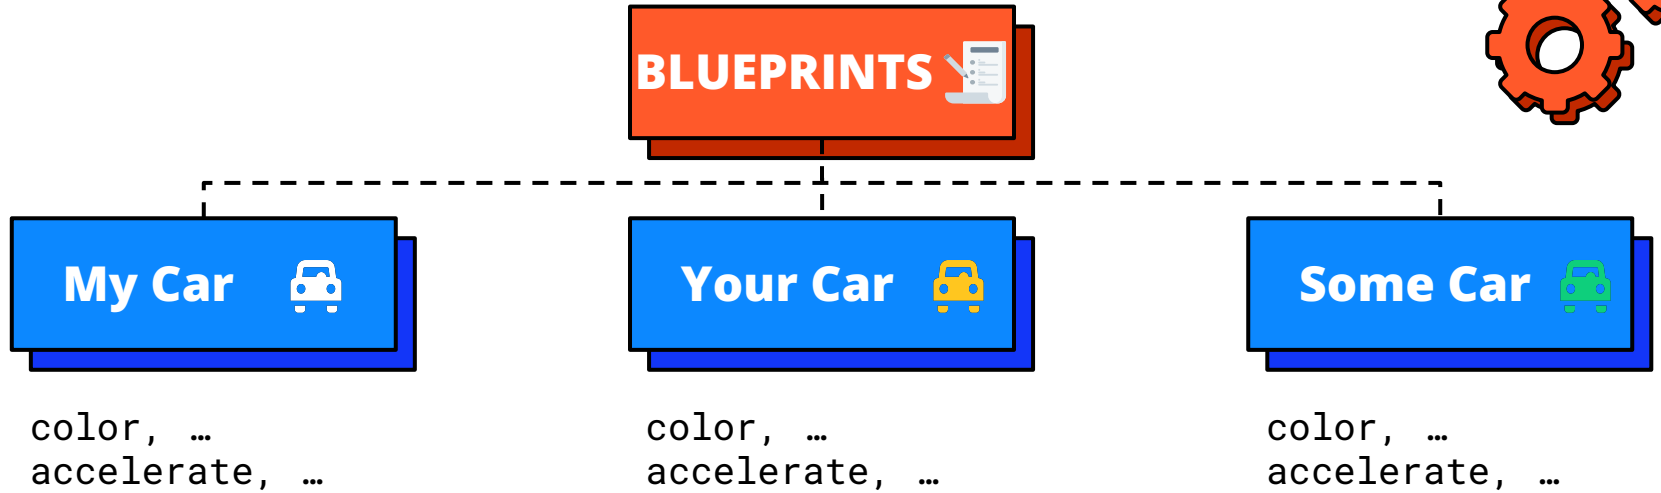 BLUEPRINTS
My Car
Your Car
Some Car
color, …
accelerate, …
color, …
accelerate, …
color, …
accelerate, …